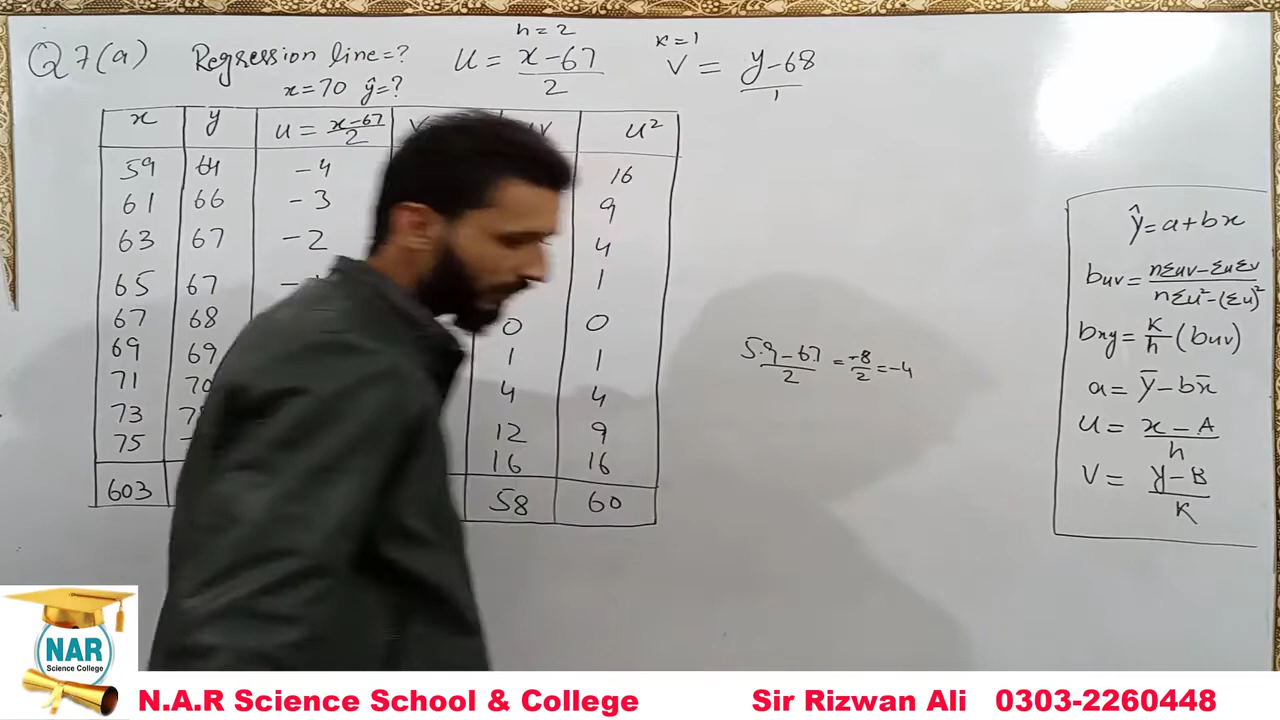 Q7(a) Regression line=? x=70 ŷ=?
h=2 u = x-67/2
K=1 V = y-68/1
x y u = x-67/2 u²
59 64 -4 16
61 66 -3 9
63 67 -2 4
65 67 1
67 68 0 0
69 69 1 1
71 70 4 4
73 12 9
75 16 16
603 58 60
59-67/2 = -8/2 = -4
ŷ=a+bx
buv = nΣuv-ΣuΣv/nΣu²-(Σu)²
bxy = K/h (buv)
a = ȳ - bx̄
u = x-A/h
V = y-B/K
NAR
Science College
N.A.R Science School & College Sir Rizwan Ali 0303-2260448